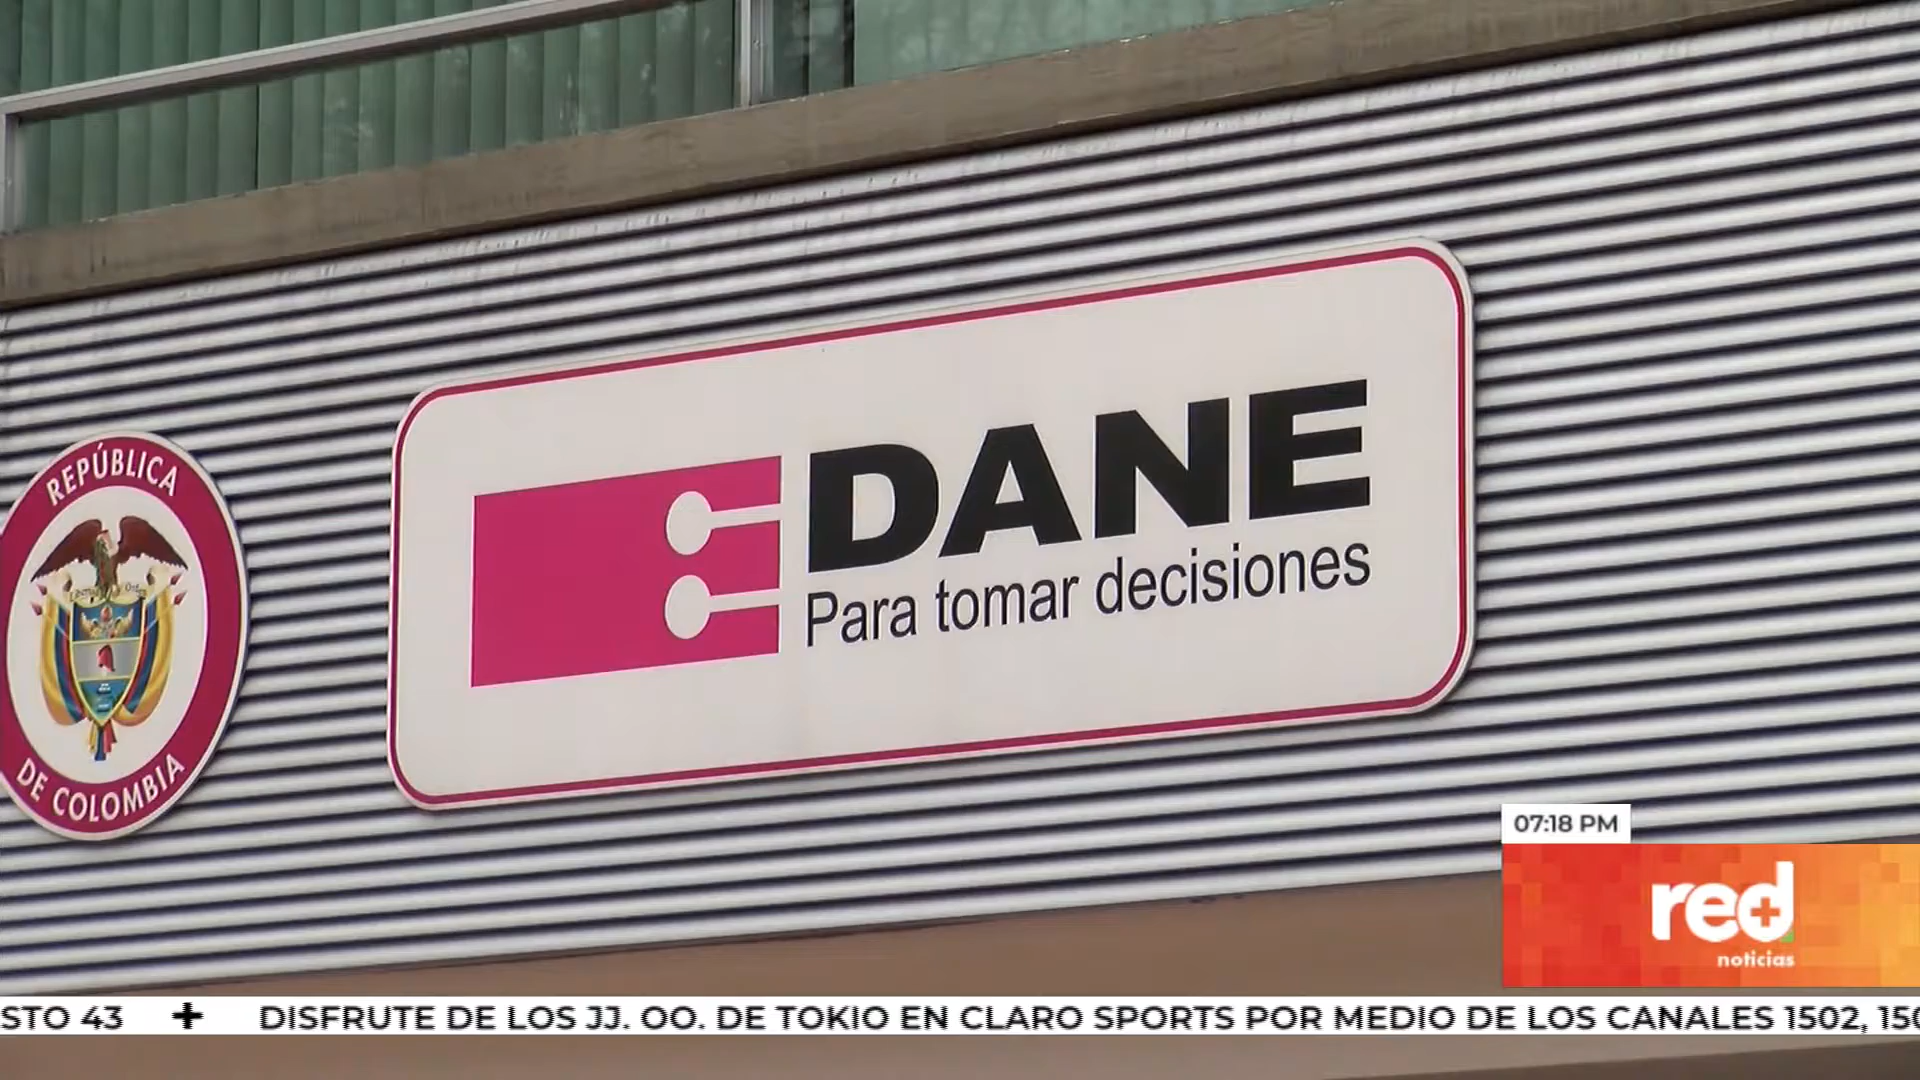 REPÚBLICA
DE COLOMBIA
DANE
Para tomar decisiones
07:18 PM
red+
noticias
STO 43 + DISFRUTE DE LOS JJ. OO. DE TOKIO EN CLARO SPORTS POR MEDIO DE LOS CANALES 1502, 150